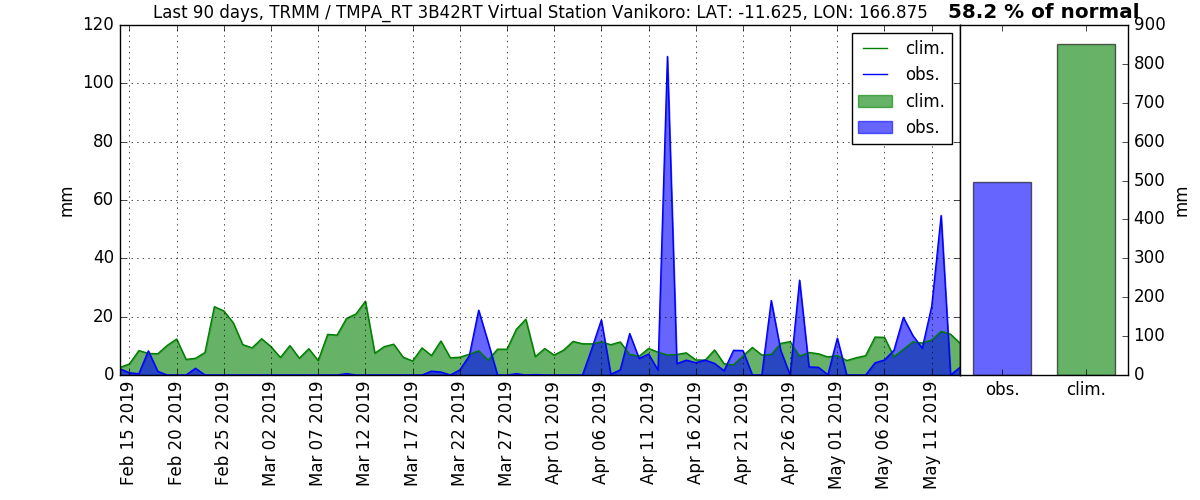 Last 90 days, TRMM / TMPA_RT 3B42RT Virtual Station Vanikoro: LAT: -11.625, LON: 166.875
58.2 % of normal
120
100
80
60
40
20
0
mm
clim.
obs.
clim.
obs.
900
800
700
600
500
400
300
200
100
0
mm
obs.
clim.
Feb 15 2019
Feb 20 2019
Feb 25 2019
Mar 02 2019
Mar 07 2019
Mar 12 2019
Mar 17 2019
Mar 22 2019
Mar 27 2019
Apr 01 2019
Apr 06 2019
Apr 11 2019
Apr 16 2019
Apr 21 2019
Apr 26 2019
May 01 2019
May 06 2019
May 11 2019